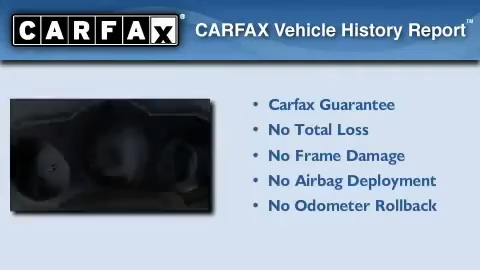 CARFAX®
CARFAX Vehicle History Report™
• Carfax Guarantee
• No Total Loss
• No Frame Damage
• No Airbag Deployment
• No Odometer Rollback